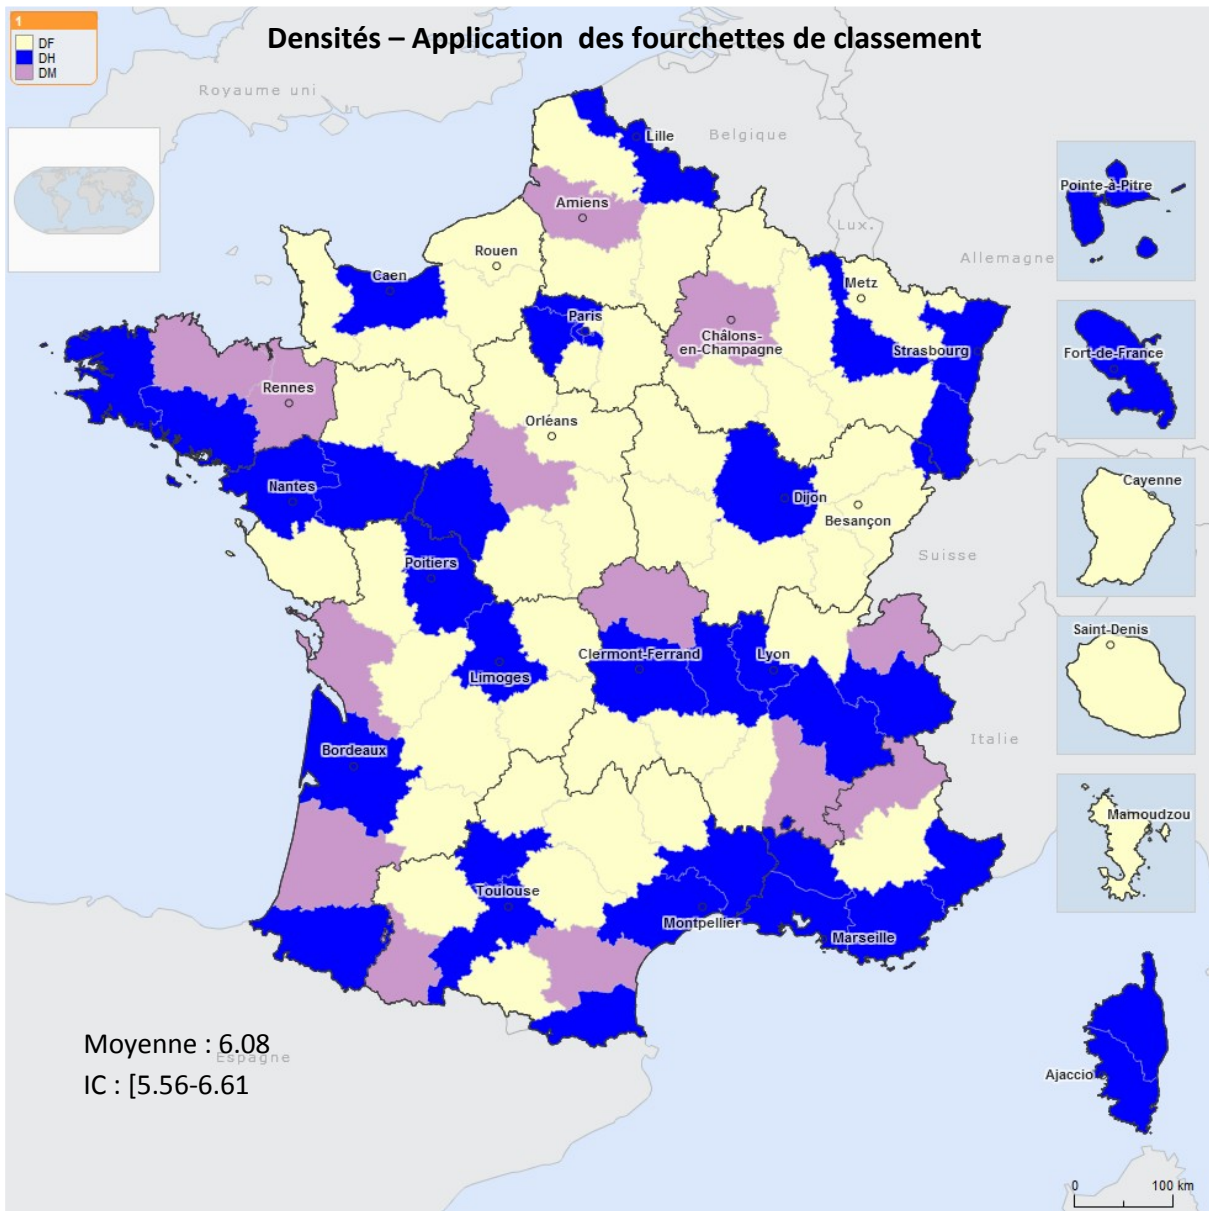 1
DF
DH
DM
Densités – Application des fourchettes de classement
Royaume uni
Lille
Belgique
Pointe-à-Pitre
Amiens
Lux.
Allemagne
Rouen
Caen
Metz
Paris
Châlons-
en-Champagne
Strasbourg
Fort-de-France
Rennes
Orléans
Nantes
Dijon
Besançon
Cayenne
Suisse
Poitiers
Saint-Denis
Clermont-Ferrand
Lyon
Limoges
Italie
Bordeaux
Mamoudzou
Toulouse
Montpellier
Marseille
Moyenne : 6.08
Espagne
IC : [5.56-6.61
Ajaccio
0 100 km